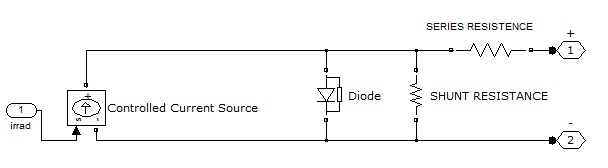 SERIES RESISTENCE
+
1
1
irrad
+
s
-
Controlled Current Source
Diode
SHUNT RESISTANCE
-
2